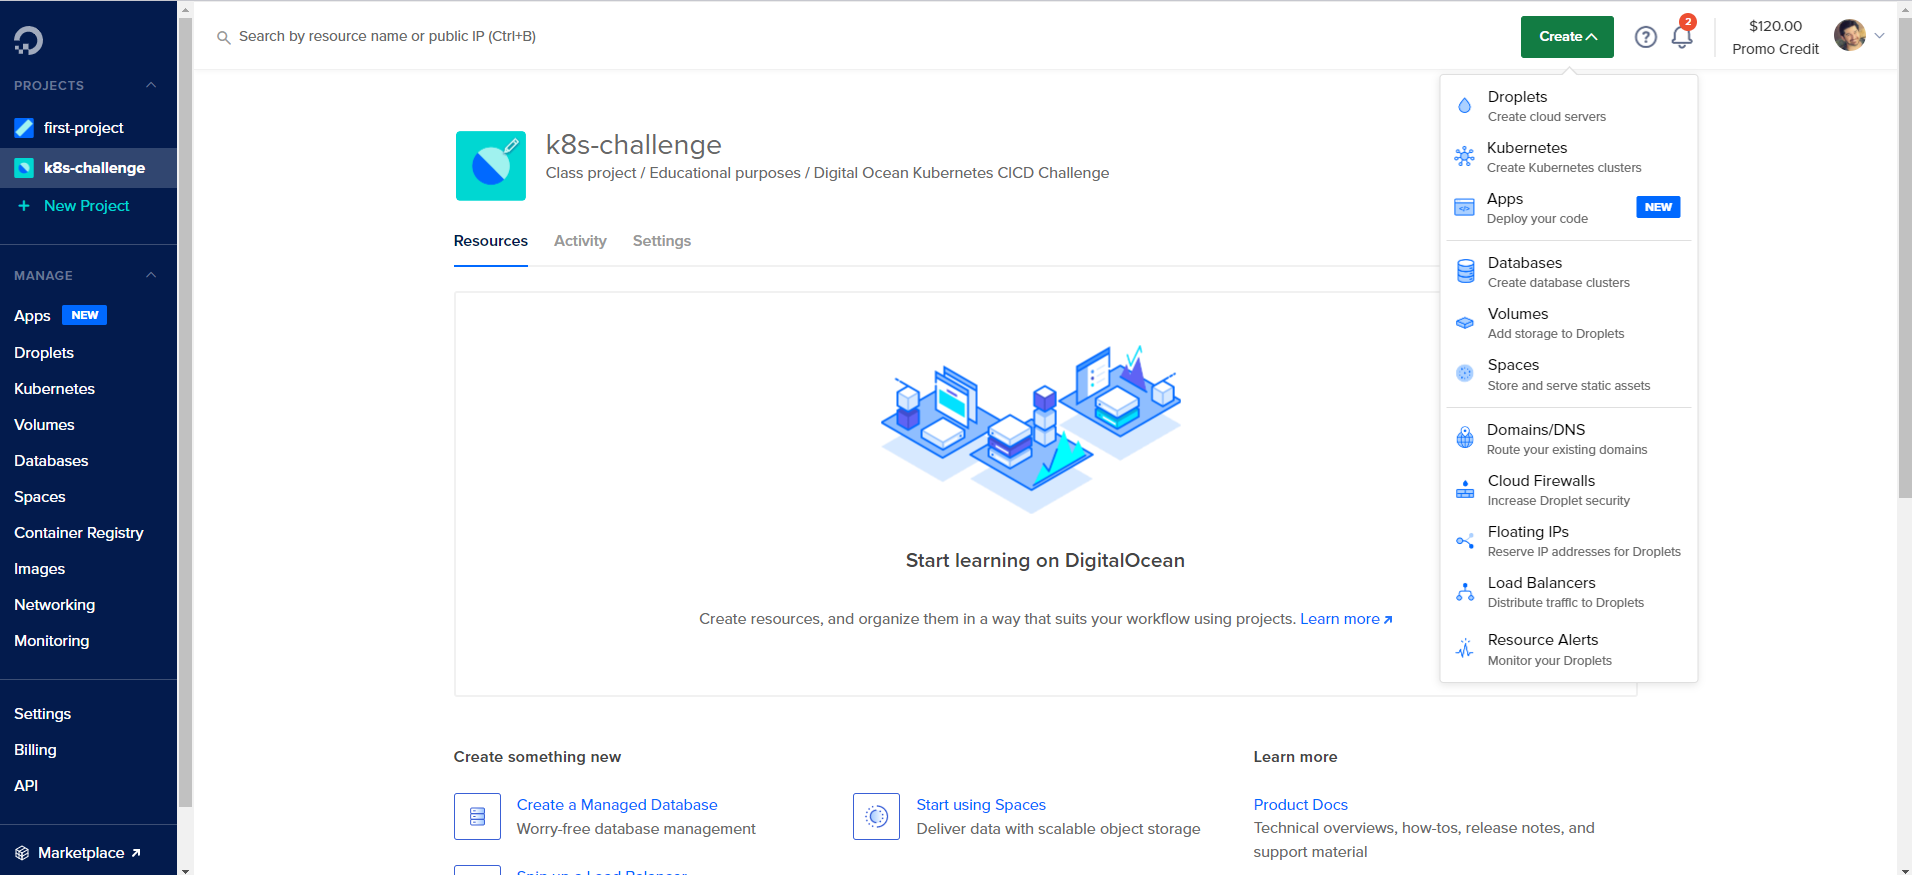 PROJECTS
first-project
k8s-challenge
+ New Project
MANAGE
Apps NEW
Droplets
Kubernetes
Volumes
Databases
Spaces
Container Registry
Images
Networking
Monitoring
Settings
Billing
API
Marketplace
Search by resource name or public IP (Ctrl+B)
Create
?
2
$120.00
Promo Credit
k8s-challenge
Class project / Educational purposes / Digital Ocean Kubernetes CICD Challenge
Resources Activity Settings
Start learning on DigitalOcean
Create resources, and organize them in a way that suits your workflow using projects. Learn more
Droplets
Create cloud servers
Kubernetes
Create Kubernetes clusters
Apps
Deploy your code
NEW
Databases
Create database clusters
Volumes
Add storage to Droplets
Spaces
Store and serve static assets
Domains/DNS
Route your existing domains
Cloud Firewalls
Increase Droplet security
Floating IPs
Reserve IP addresses for Droplets
Load Balancers
Distribute traffic to Droplets
Resource Alerts
Monitor your Droplets
Create something new
Create a Managed Database
Worry-free database management
Start using Spaces
Deliver data with scalable object storage
Spin up a Load Balancer
Learn more
Product Docs
Technical overviews, how-tos, release notes, and
support material